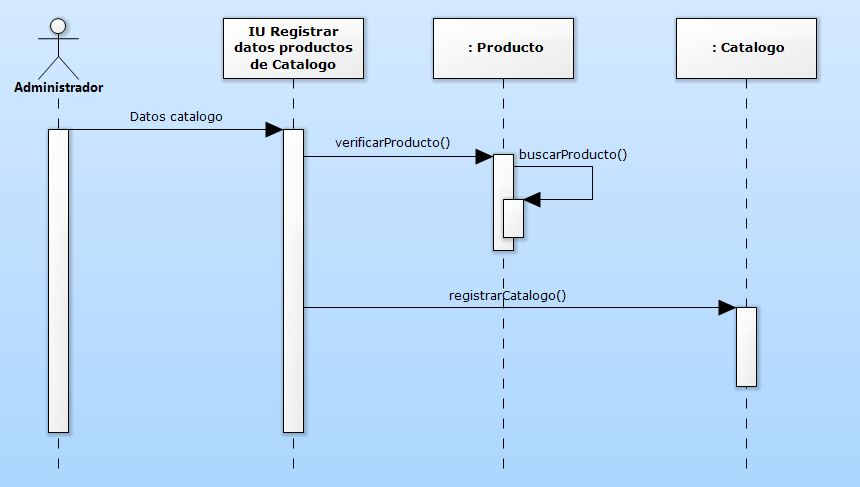 IU Registrar
datos productos
de Catalogo
: Producto
: Catalogo
Administrador
Datos catalogo
verificarProducto()
buscarProducto()
registrarCatalogo()